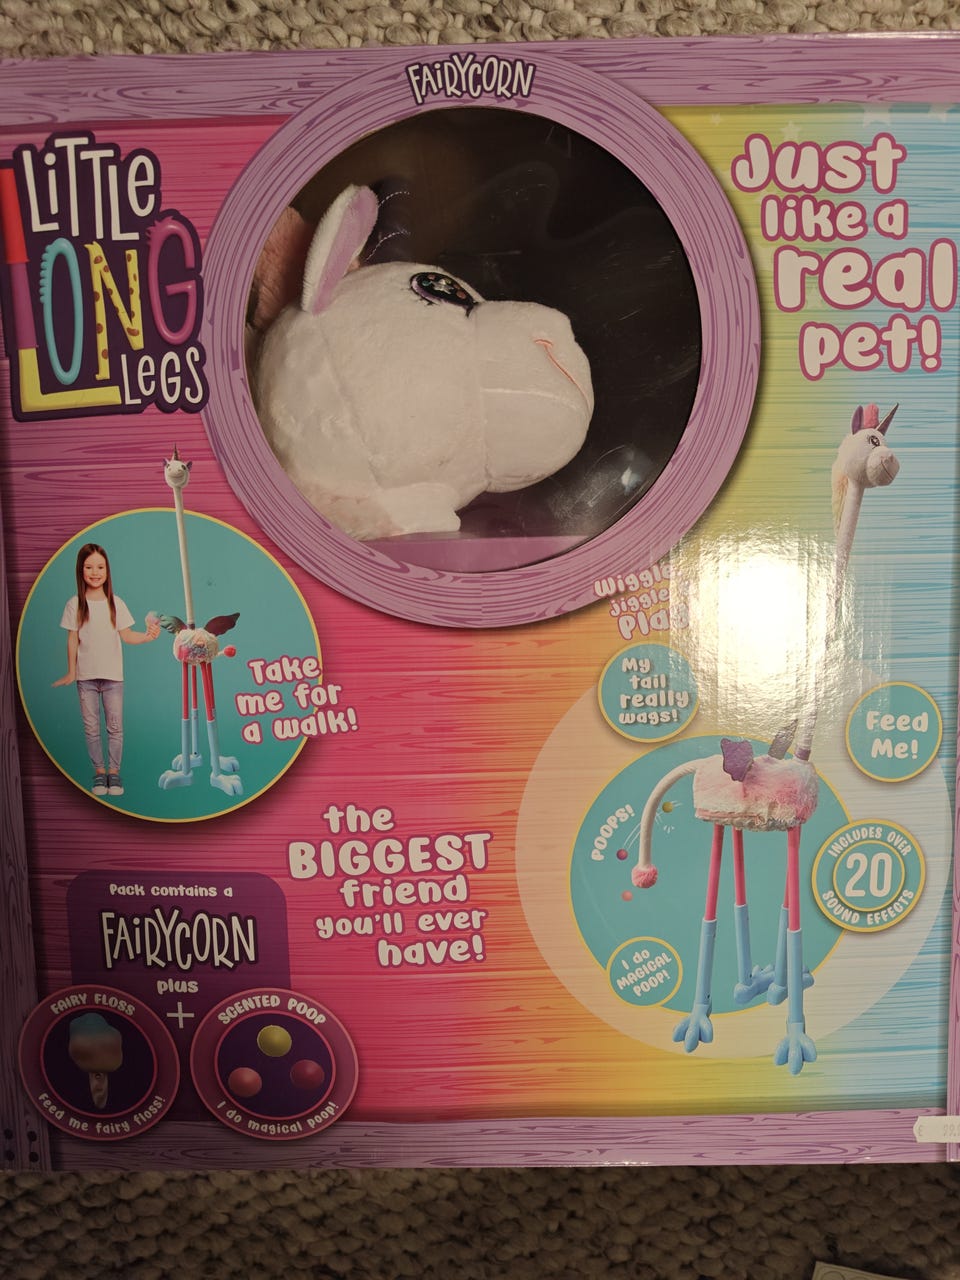 FAiRYCORN
LiTTLe
LONG
LeGS
Just
like a
real
pet!
Take
me for
a walk!
Wiggle
jiggle
play
My
tail
really
wags!
Feed
Me!
POOPS!
INCLUDES OVER
20
SOUND EFFECTS
I do
MAGICAL
POOP!
the
BIGGEST
friend
you'll ever
have!
Pack contains a
FAiRYCORN
plus
+
FAIRY FLOSS
Feed me fairy floss!
SCENTED POOP
I do magical poop!
£